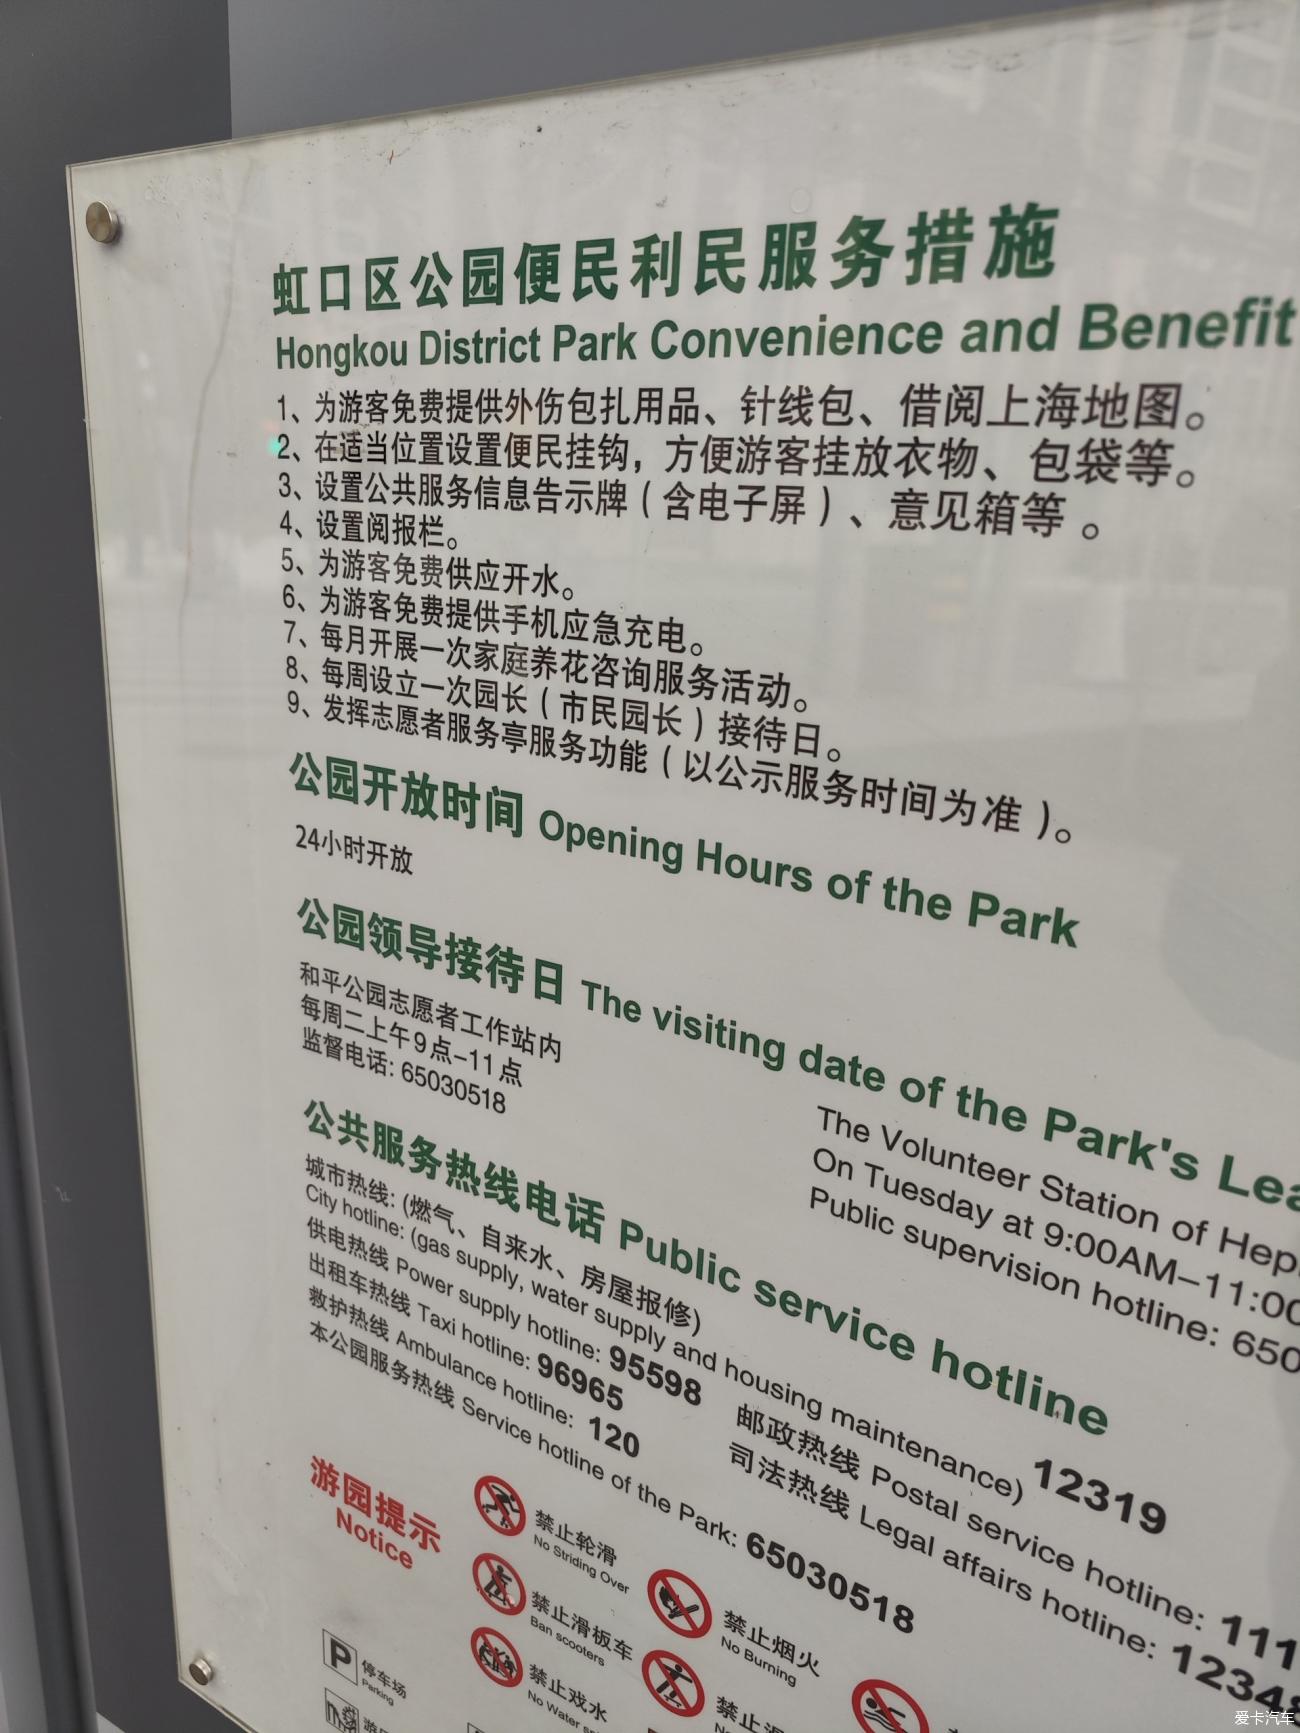 虹口区公园便民利民服务措施
Hongkou District Park Convenience and Benefit
1、为游客免费提供外伤包扎用品、针线包、借阅上海地图。
2、在适当位置设置便民挂钩，方便游客挂放衣物、包袋等。
3、设置公共服务信息告示牌（含电子屏）、意见箱等 。
4、设置阅报栏。
5、为游客免费供应开水。
6、为游客免费提供手机应急充电。
7、每月开展一次家庭养花咨询服务活动。
8、每周设立一次园长（市民园长）接待日。
9、发挥志愿者服务亭服务功能（以公示服务时间为准）。
公园开放时间 Opening Hours of the Park
24小时开放
公园领导接待日 The visiting date of the Park's
和平公园志愿者工作站内
每周二上午9点-11点
监督电话: 65030518
The Volunteer Station of
On Tuesday at 9:00AM-11:00
Public supervision hotline: 650
公共服务热线电话 Public service hotline
城市热线: (燃气、自来水、房屋报修)
City hotline: (gas supply, water supply and housing maintenance) 12319
供电热线 Power supply hotline: 95598
邮政热线 Postal service hotline: 111
出租车热线 Taxi hotline: 96965
司法热线 Legal affairs hotline: 12348
救护热线 Ambulance hotline: 120
本公园服务热线 Service hotline of the Park: 65030518
游园提示
Notice
禁止轮滑
No Striding Over
禁止烟火
No Burning
禁止滑板车
Ban scooters
禁止戏水
No Water
禁止
P
停车场
Parking
爱卡汽车